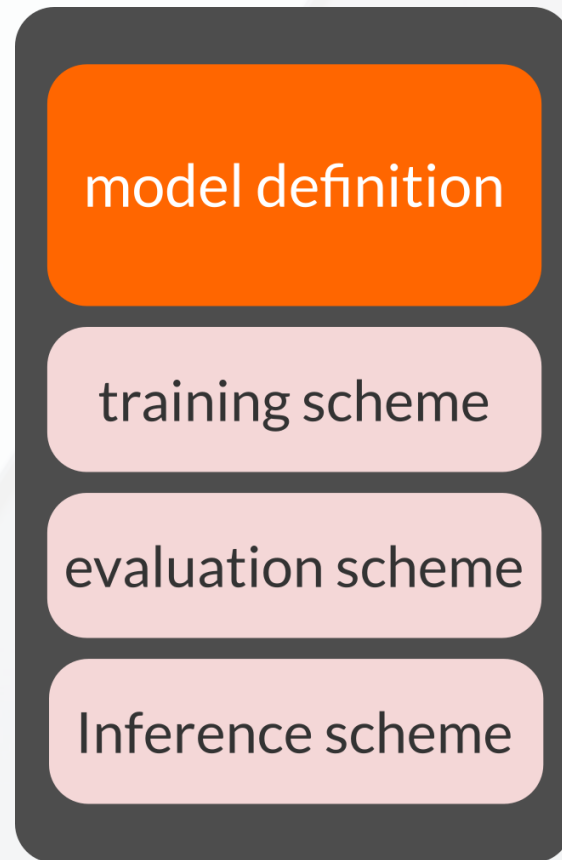 model definition
training scheme
evaluation scheme
Inference scheme